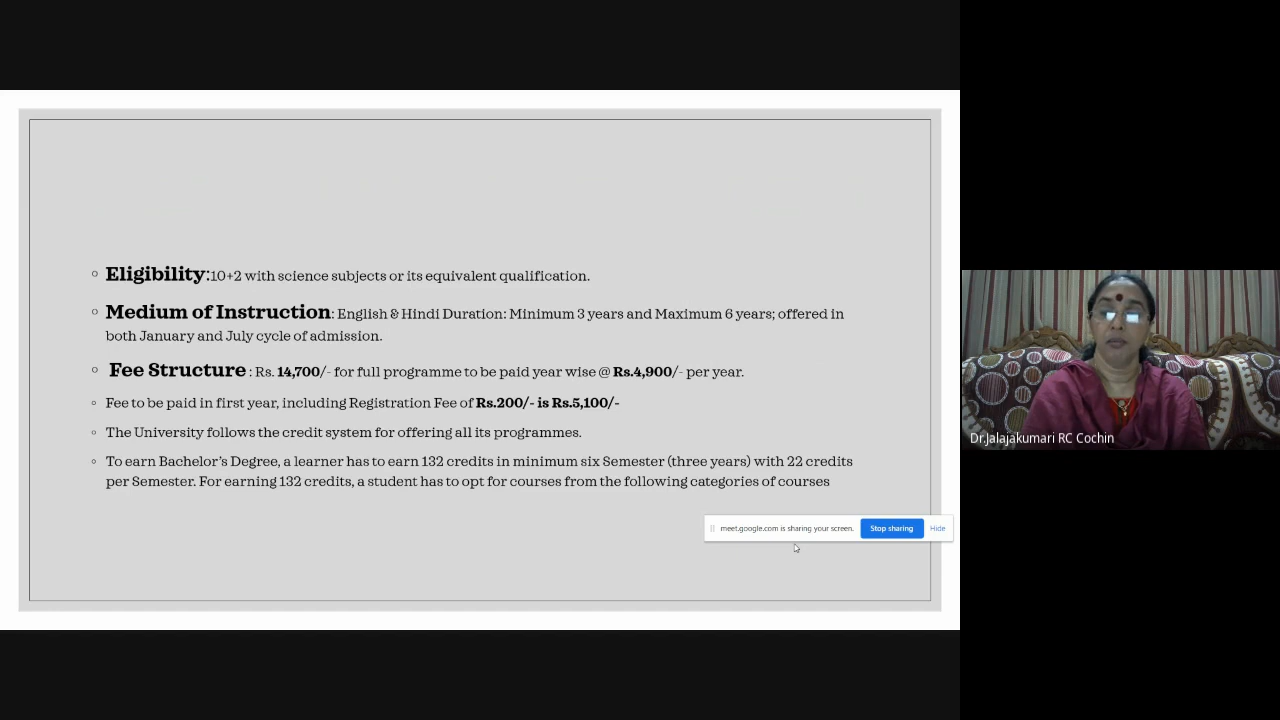 Eligibility:10+2 with science subjects or its equivalent qualification.
Medium of Instruction: English & Hindi Duration: Minimum 3 years and Maximum 6 years; offered in
both January and July cycle of admission.
Fee Structure : Rs. 14,700/- for full programme to be paid year wise @ Rs.4,900/- per year.
Fee to be paid in first year, including Registration Fee of Rs.200/- is Rs.5,100/-
The University follows the credit system for offering all its programmes.
To earn Bachelor's Degree, a learner has to earn 132 credits in minimum six Semester (three years) with 22 credits
per Semester. For earning 132 credits, a student has to opt for courses from the following categories of courses
meet.google.com is sharing your screen. Stop sharing Hide
Dr.Jalajakumari RC Cochin